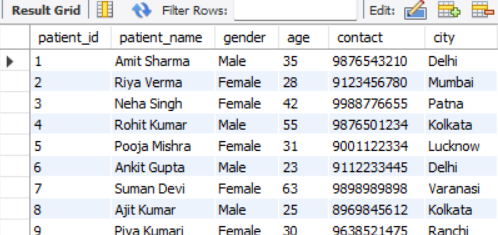 Result Grid Filter Rows: Edit:
patient_id patient_name gender age contact city
1 Amit Sharma Male 35 9876543210 Delhi
2 Riya Verma Female 28 9123456780 Mumbai
3 Neha Singh Female 42 9988776655 Patna
4 Rohit Kumar Male 55 9876501234 Kolkata
5 Pooja Mishra Female 31 9001122334 Lucknow
6 Ankit Gupta Male 23 9112233445 Delhi
7 Suman Devi Female 63 9898989898 Varanasi
8 Ajit Kumar Male 25 8969845612 Kolkata
9 Piya Kumari Female 30 9638521475 Ranchi